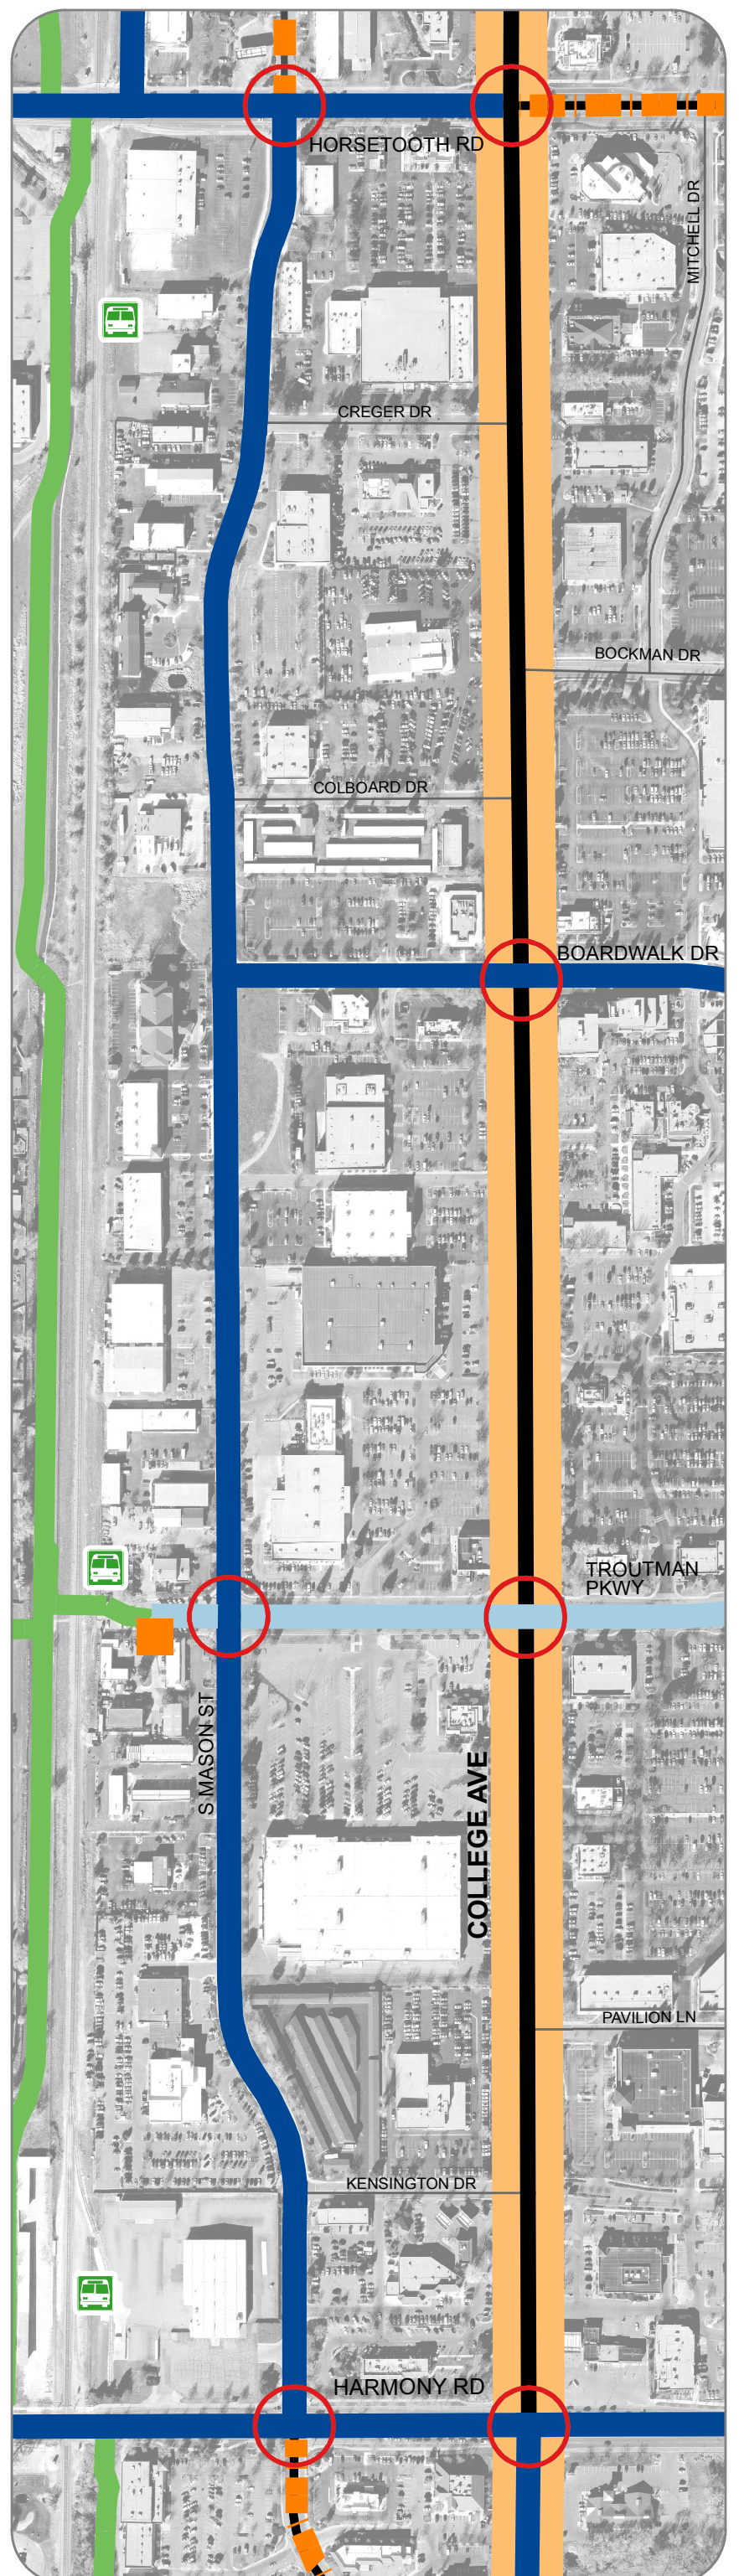 HORSETOOTH RD
MITCHELL DR
CREGER DR
BOCKMAN DR
COLBOARD DR
BOARDWALK DR
TROUTMAN
PKWY
S MASON ST
COLLEGE AVE
PAVILION LN
KENSINGTON DR
HARMONY RD